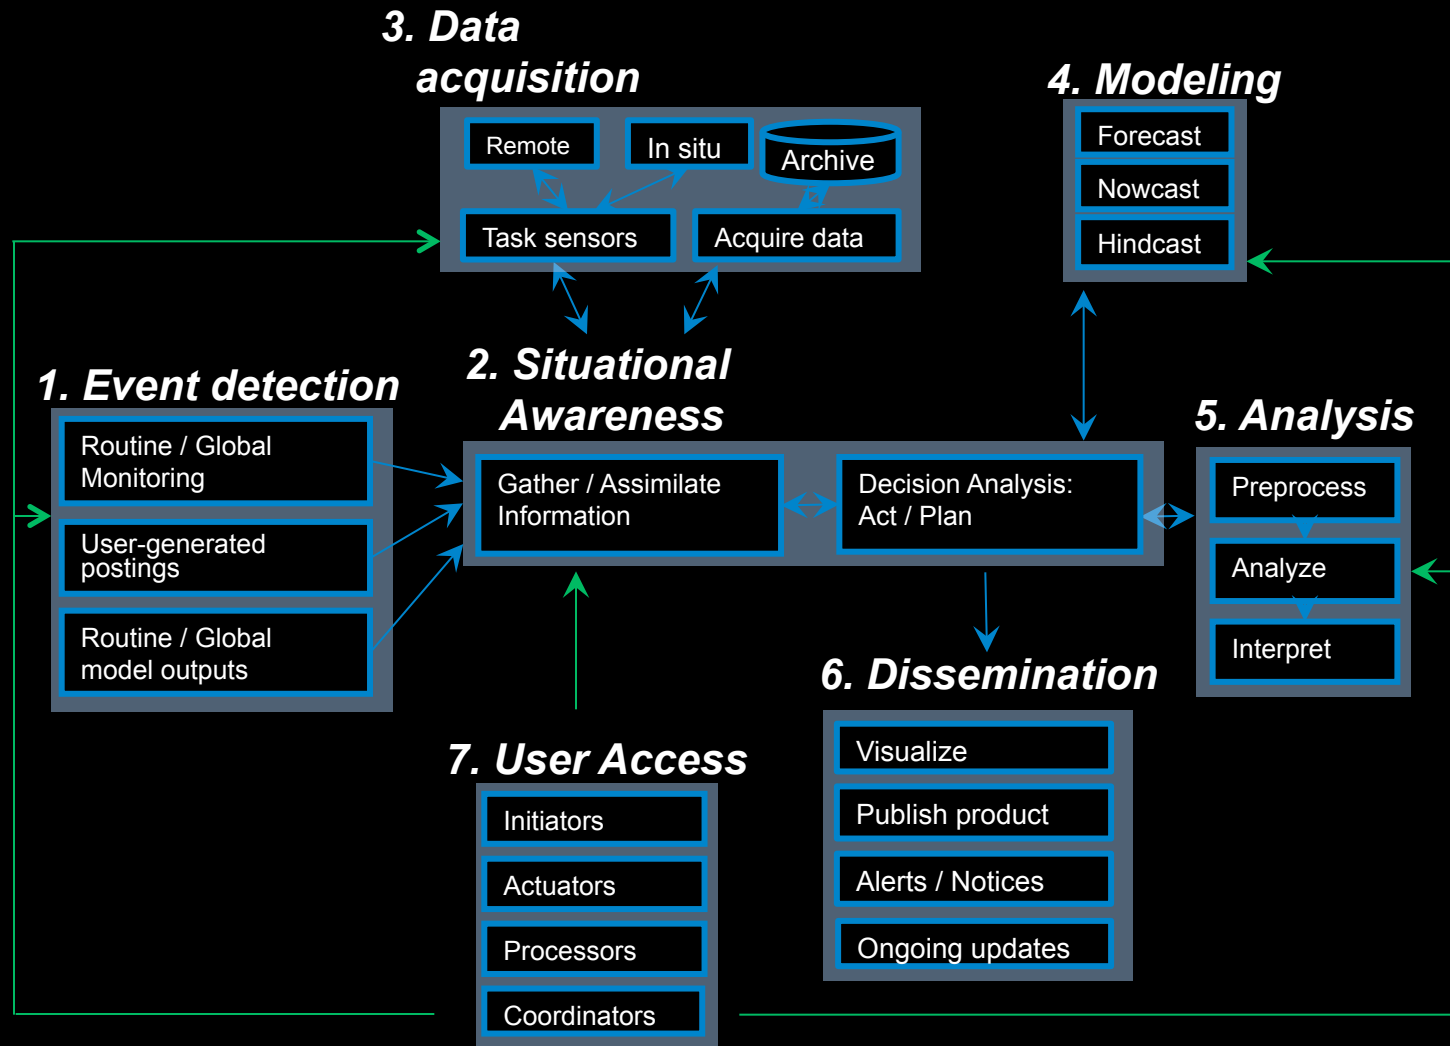 3. Data
acquisition
Remote
In situ
Archive
Task sensors
Acquire data
4. Modeling
Forecast
Nowcast
Hindcast
1. Event detection
Routine / Global
Monitoring
User-generated
postings
Routine / Global
model outputs
2. Situational
Awareness
Gather / Assimilate
Information
Decision Analysis:
Act / Plan
5. Analysis
Preprocess
Analyze
Interpret
6. Dissemination
Visualize
Publish product
Alerts / Notices
Ongoing updates
7. User Access
Initiators
Actuators
Processors
Coordinators